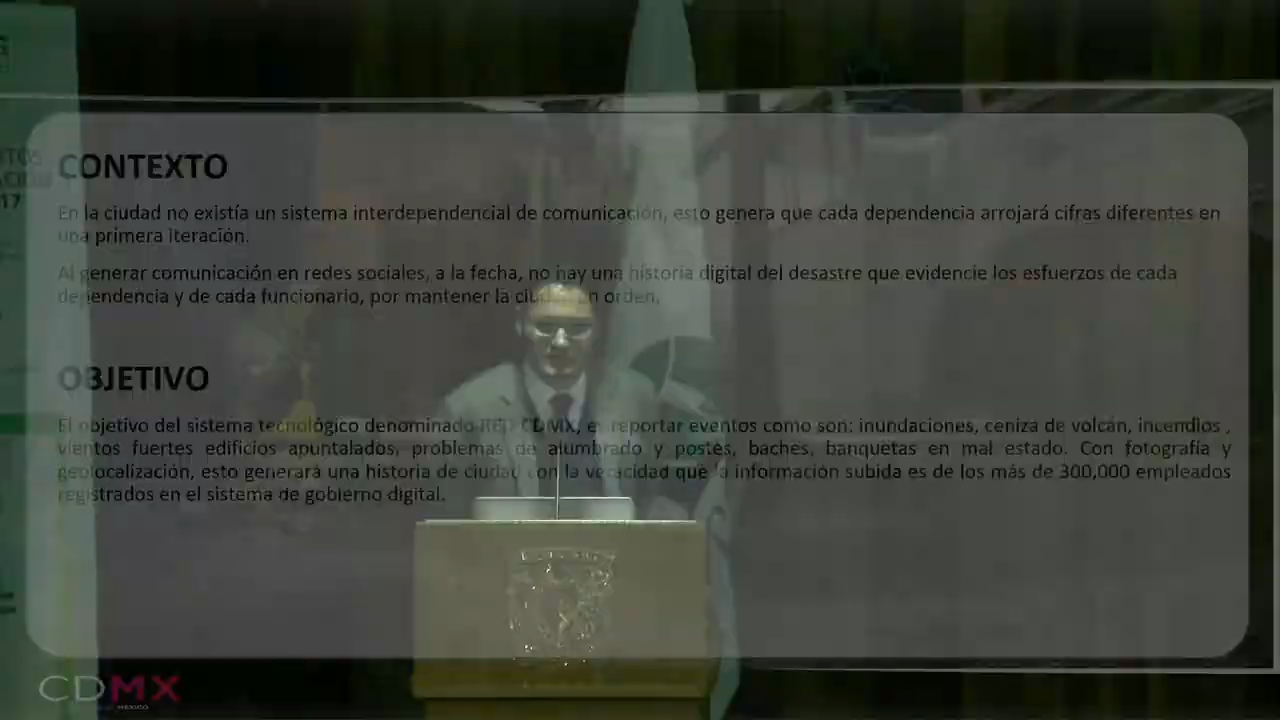 TOS
17
CONTEXTO
En la ciudad no existía un sistema interdependencial de comunicación, esto genera que cada dependencia arrojará cifras diferentes en
una primera iteración.
Al generar comunicación en redes sociales, a la fecha, no hay una historia digital del desastre que evidencie los esfuerzos de cada
dependencia y de cada funcionario, por mantener la ciudad en orden.
OBJETIVO
El objetivo del sistema tecnológico denominado RED CDMX, es reportar eventos como son: inundaciones, ceniza de volcán, incendios ,
vientos fuertes edificios apuntalados, problemas de alumbrado y postes, baches, banquetas en mal estado. Con fotografía y
geolocalización, esto generará una historia de ciudad con la veracidad que la información subida es de los más de 300,000 empleados
registrados en el sistema de gobierno digital.
CDMX
MÉXICO